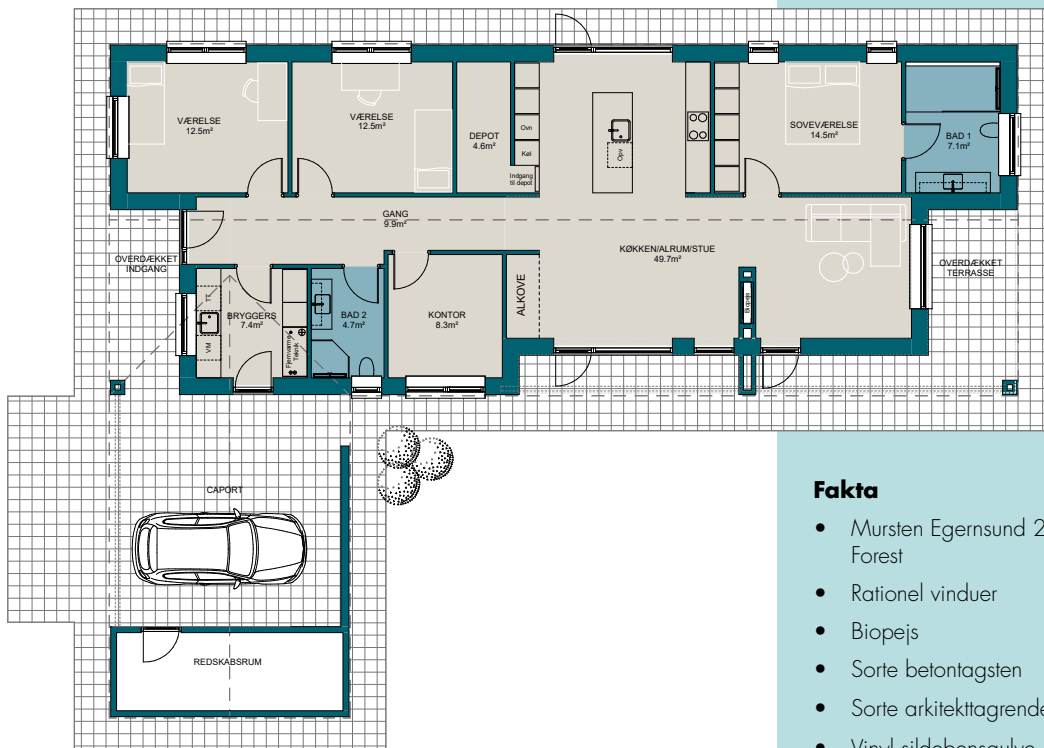 VÆRELSE
12.5m²
VÆRELSE
12.5m²
DEPOT
4.6m²
Ovn
Køl
Indgang
til depot
Opv
SOVEVÆRELSE
14.5m²
BAD 1
7.1m²
GANG
9.9m²
KØKKEN/ALRUM/STUE
49.7m²
OVERDÆKKET
INDGANG
OVERDÆKKET
TERRASSE
TT
VM
BRYGGERS
7.4m²
Fjernvarme
Teknik
BAD 2
4.7m²
KONTOR
8.3m²
ALKOVE
Biopejs
CAPORT
REDSKABSRUM
Fakta
• Mursten Egernsund 2
Forest
• Rationel vinduer
• Biopejs
• Sorte betontagsten
• Sorte arkitekttagrende
• Vinyl sildebensgulve